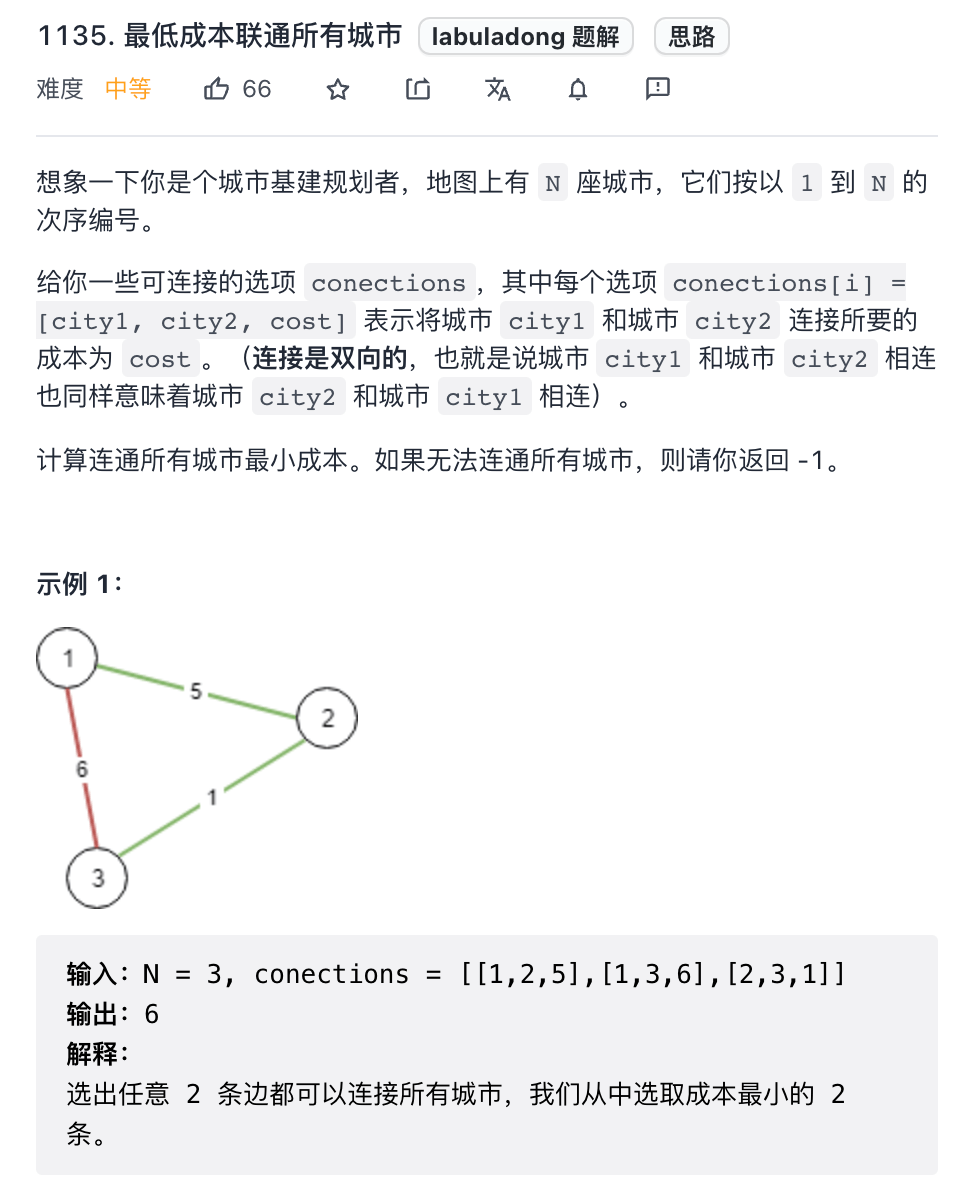 1135. 最低成本联通所有城市 labuladong 题解 思路
难度 中等 66
想象一下你是个城市基建规划者，地图上有 N 座城市，它们按以 1 到 N 的
次序编号。
给你一些可连接的选项 conections，其中每个选项 conections[i] =
[city1, city2, cost] 表示将城市 city1 和城市 city2 连接所要的
成本为 cost。（连接是双向的，也就是说城市 city1 和城市 city2 相连
也同样意味着城市 city2 和城市 city1 相连）。
计算连通所有城市最小成本。如果无法连通所有城市，则请你返回 -1。
示例 1：
1
5
2
6
1
3
输入：N = 3, conections = [[1,2,5],[1,3,6],[2,3,1]]
输出：6
解释：
选出任意 2 条边都可以连接所有城市，我们从中选取成本最小的 2
条。